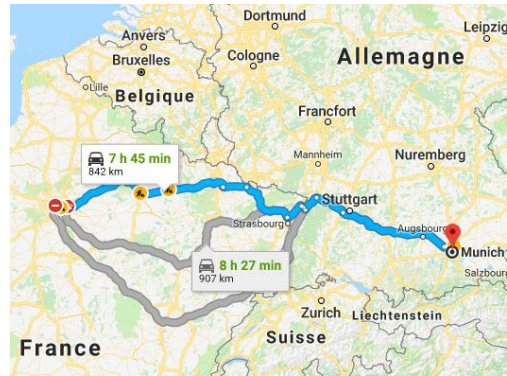 Dortmund
Leipzig
Anvers
Bruxelles
Cologne
Allemagne
Lille
Belgique
Francfort
7 h 45 min
842 km
Mannheim
Nuremberg
Stuttgart
Strasbourg
Augsbourg
Munich
8 h 27 min
907 km
Salzbourg
Zurich
Liechtenstein
France
Suisse